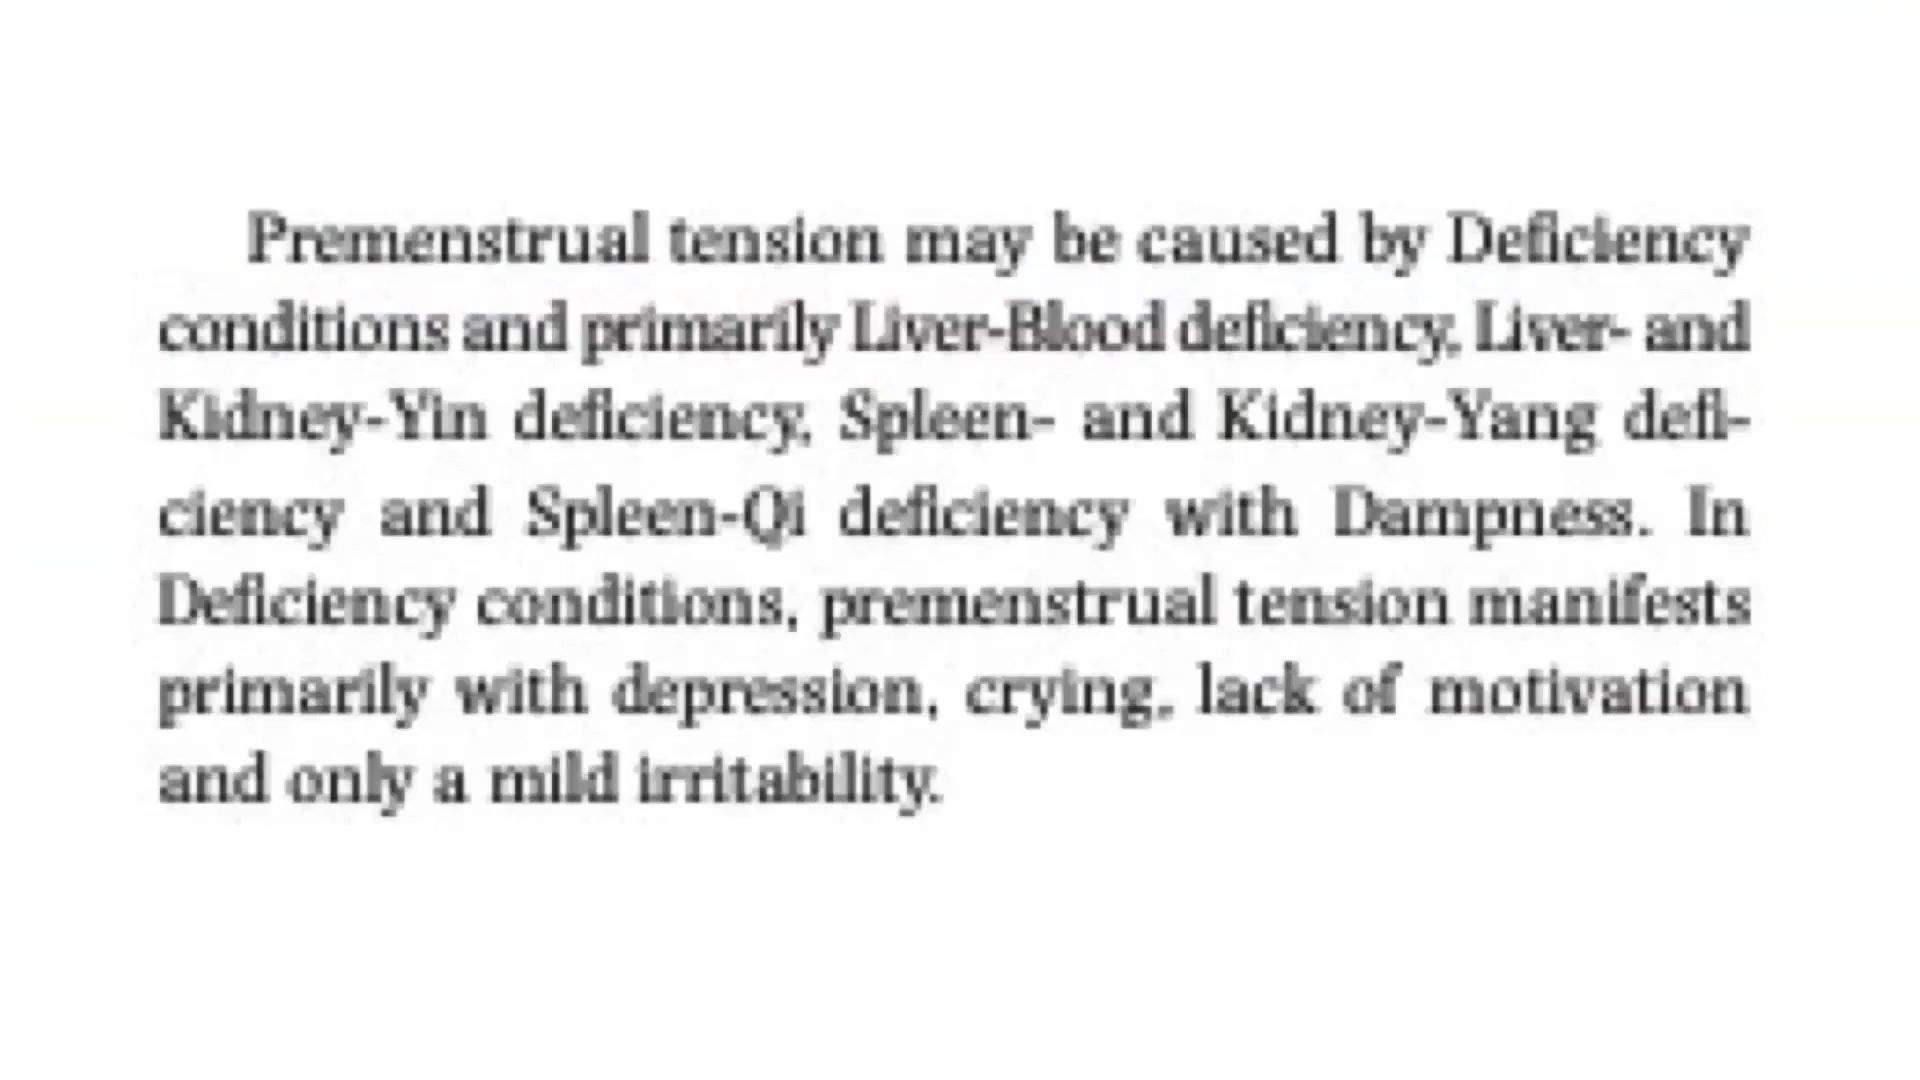 Premenstrual tension may be caused by Deficiency
conditions and primarily Liver-Blood deficiency, Liver- and
Kidney-Yin deficiency, Spleen- and Kidney-Yang defi-
ciency and Spleen-Qi deficiency with Dampness. In
Deficiency conditions, premenstrual tension manifests
primarily with depression, crying, lack of motivation
and only a mild irritability.